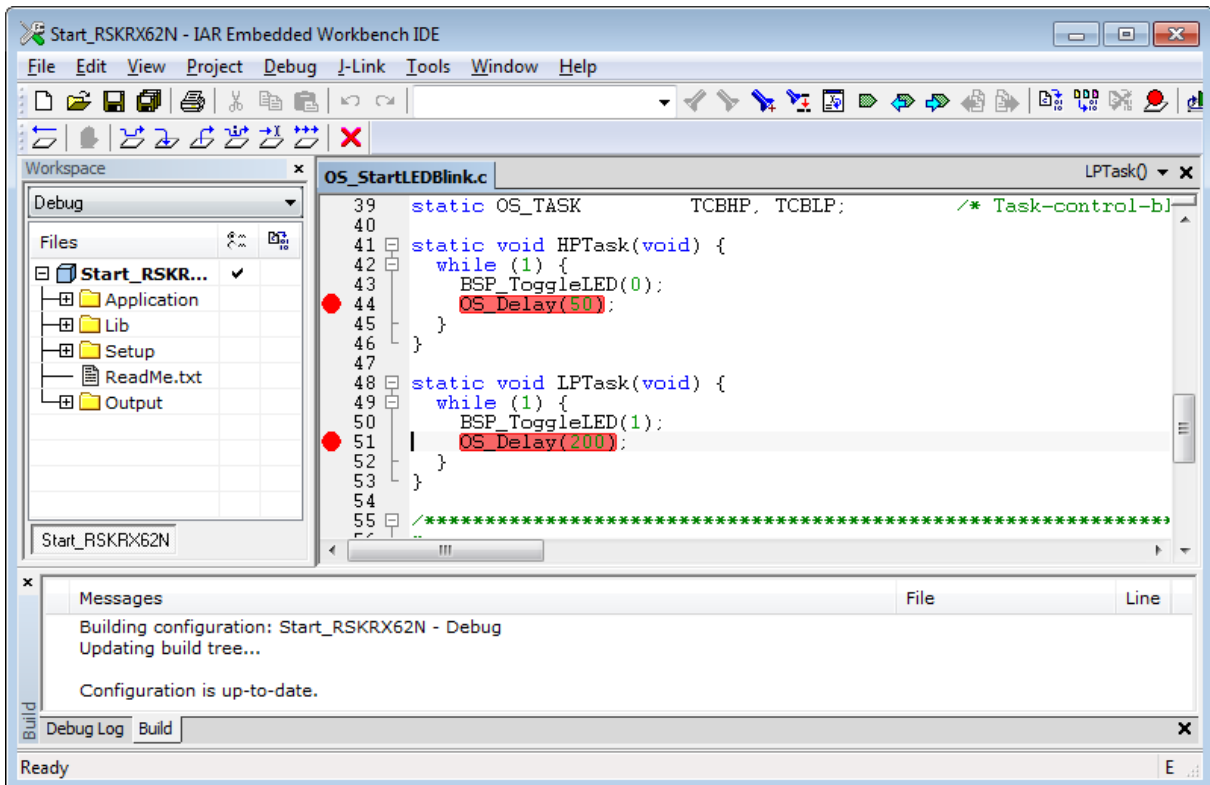 Start_RSKRX62N - IAR Embedded Workbench IDE
File Edit View Project Debug J-Link Tools Window Help
Workspace
Debug
Files
Start_RSKR...
Application
Lib
Setup
ReadMe.txt
Output
Start_RSKRX62N
OS_StartLEDBlink.c
LPTask()
39 static OS_TASK TCBHP, TCBLP; /* Task-control-bl
40
41 static void HPTask(void) {
42 while (1) {
43 BSP_ToggleLED(0);
44 OS_Delay(50);
45 }
46 }
47
48 static void LPTask(void) {
49 while (1) {
50 BSP_ToggleLED(1);
51 OS_Delay(200);
52 }
53 }
54
55 /*************************************************************
Messages File Line
Building configuration: Start_RSKRX62N - Debug
Updating build tree...
Configuration is up-to-date.
Build
Debug Log Build
Ready
E